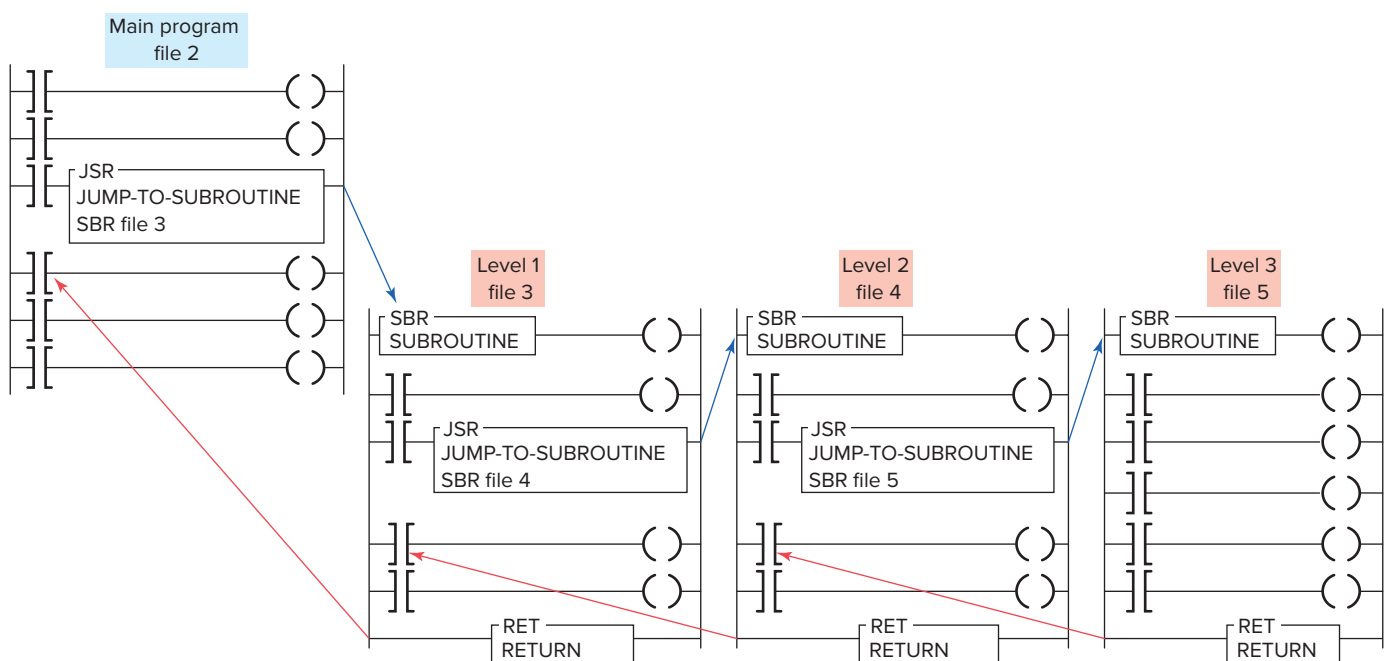 Main program
file 2
JSR
JUMP-TO-SUBROUTINE
SBR file 3
Level 1
file 3
SBR
SUBROUTINE
JSR
JUMP-TO-SUBROUTINE
SBR file 4
RET
RETURN
Level 2
file 4
SBR
SUBROUTINE
JSR
JUMP-TO-SUBROUTINE
SBR file 5
RET
RETURN
Level 3
file 5
SBR
SUBROUTINE
RET
RETURN